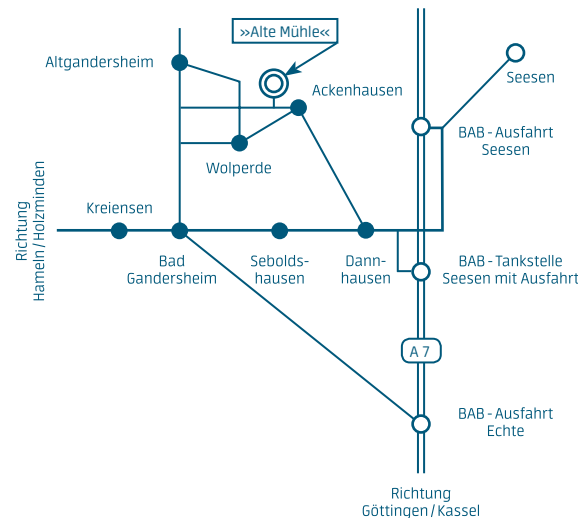 »Alte Mühle«
Altgandersheim
Seesen
Ackenhausen
BAB - Ausfahrt
Seesen
Wolperde
Kreiensen
Richtung
Hameln / Holzminden
Bad
Gandersheim
Sebolds-
hausen
Dann-
hausen
BAB - Tankstelle
Seesen mit Ausfahrt
A 7
BAB - Ausfahrt
Echte
Richtung
Göttingen / Kassel